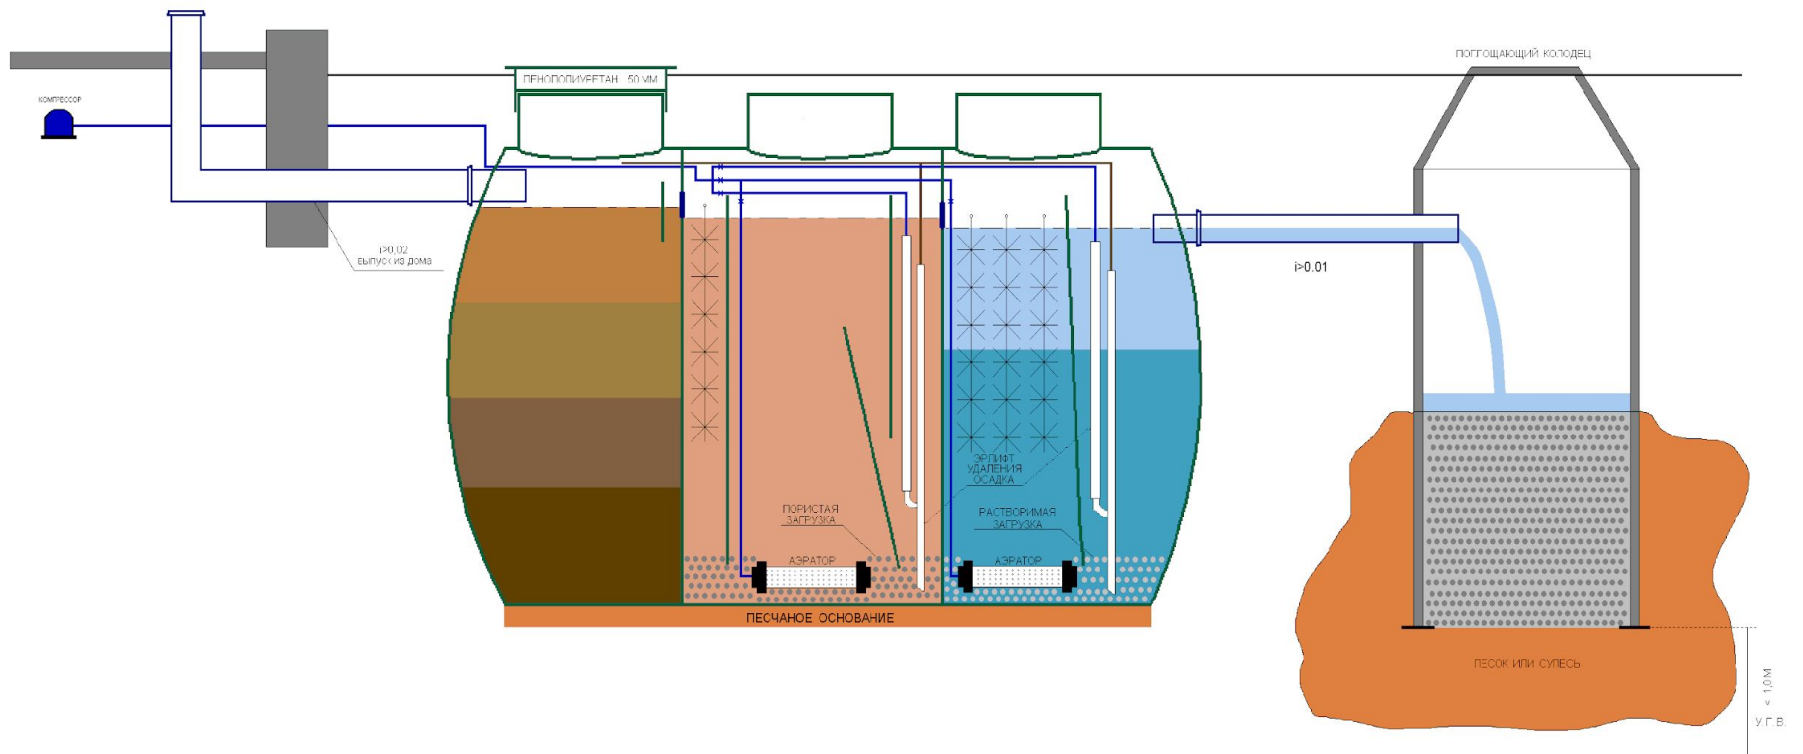 ПОГЛОЩАЮЩИЙ КОЛОДЕЦ
ПЕНОПОЛИУРЕТАН 50 ММ
КОМПРЕССОР
i>0,02
ВЫПУСК ИЗ ДОМА
i>0.01
ЭРЛИФТ
УДАЛЕНИЯ
ОСАДКА
ПОРИСТАЯ
ЗАГРУЗКА
РАСТВОРИМАЯ
ЗАГРУЗКА
АЭРАТОР
АЭРАТОР
ПЕСЧАНОЕ ОСНОВАНИЕ
ПЕСОК ИЛИ СУПЕСЬ
< 1,0М
У.Г.В.